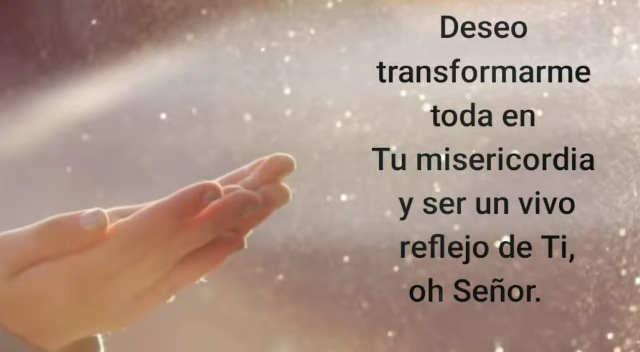 Deseo
transformarme
toda en
Tu misericordia
y ser un vivo
reflejo de Ti,
oh Señor.